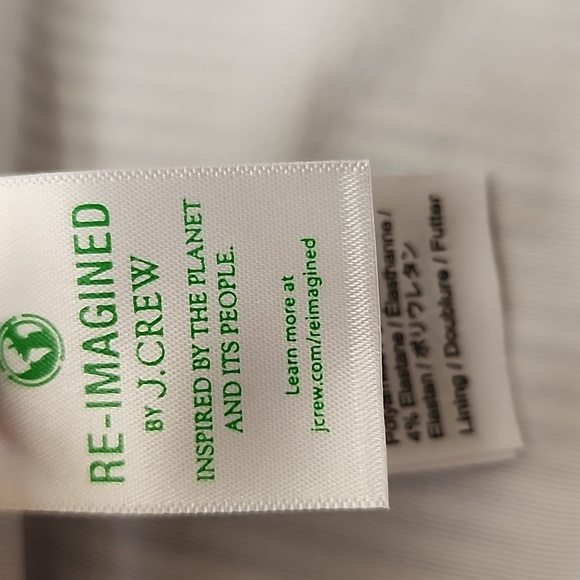 RE-IMAGINED
BY J.CREW
INSPIRED BY THE PLANET
AND ITS PEOPLE.
Learn more at
jcrew.com/reimagined
4% Elastane / Élasthanne /
Elastan / ポリウレタン
Lining / Doublure / Futter